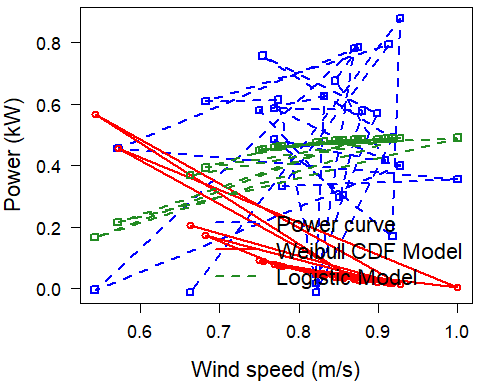 Power (kW)
0.8
0.6
0.4
0.2
0.0
Power curve
Weibull CDF Model
Logistic Model
0.6 0.7 0.8 0.9 1.0
Wind speed (m/s)